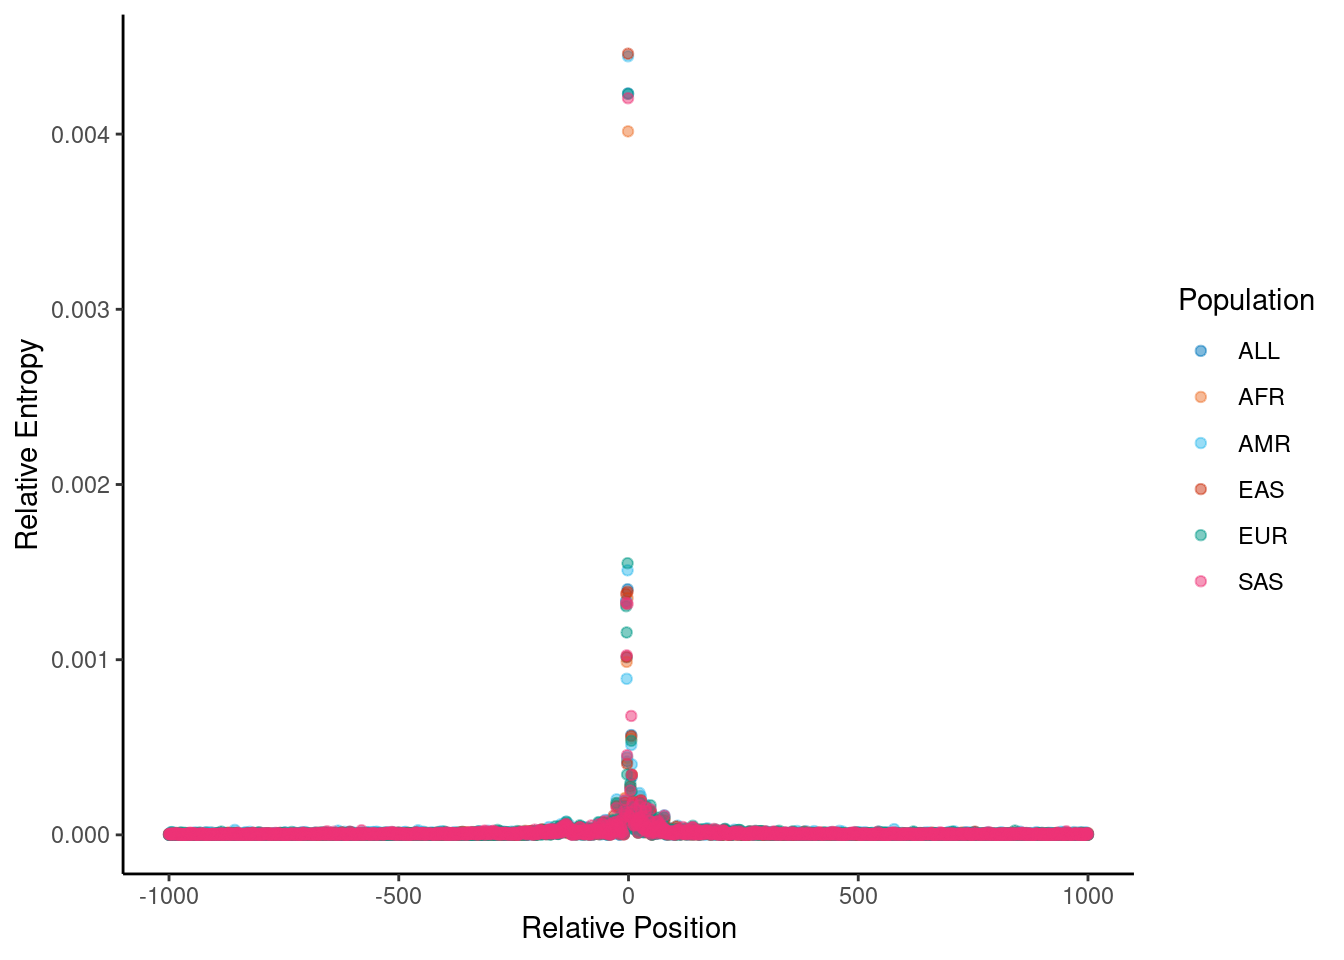 Relative Entropy
0.004
0.003
0.002
0.001
0.000
-1000
-500
0
500
1000
Relative Position
Population
ALL
AFR
AMR
EAS
EUR
SAS